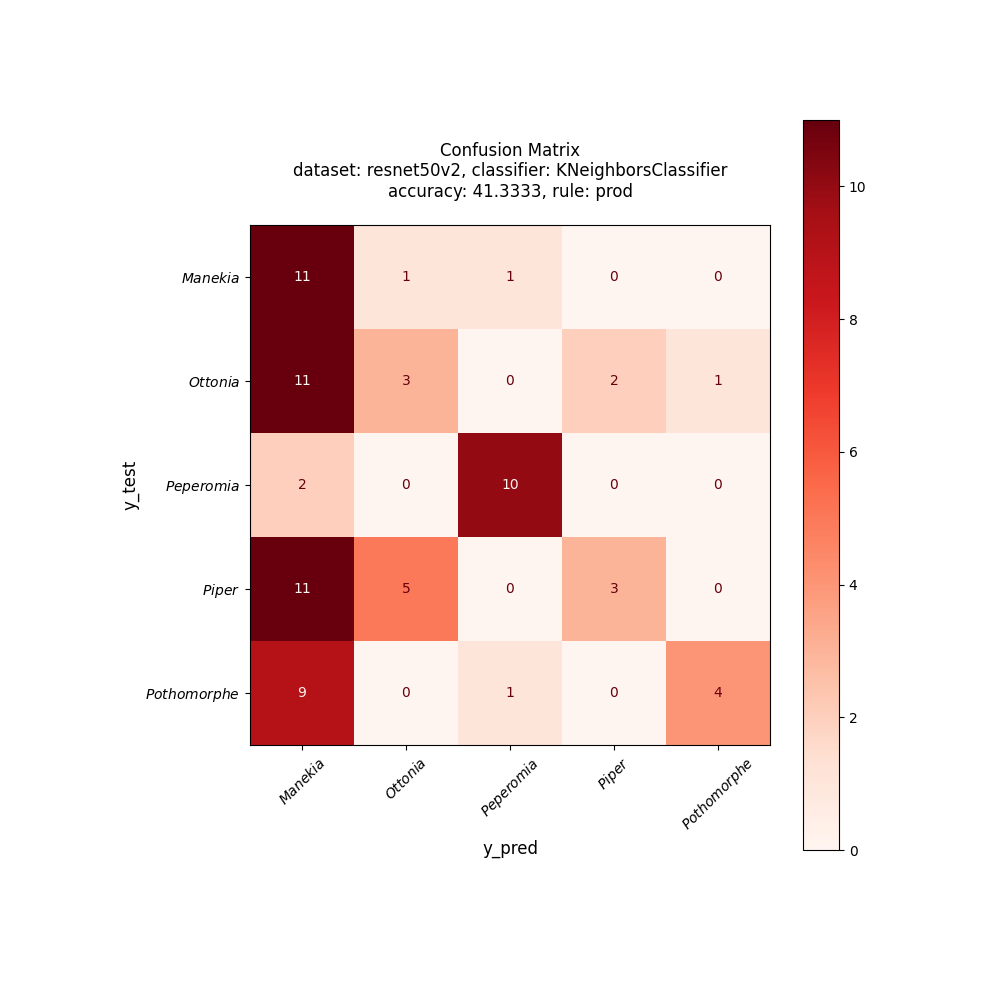 Confusion Matrix
dataset: resnet50v2, classifier: KNeighborsClassifier
accuracy: 41.3333, rule: prod
Manekia 11 1 1 0 0
Ottonia 11 3 0 2 1
Peperomia 2 0 10 0 0
Piper 11 5 0 3 0
Pothomorphe 9 0 1 0 4
y_test
Manekia Ottonia Peperomia Piper Pothomorphe
y_pred
10
8
6
4
2
0